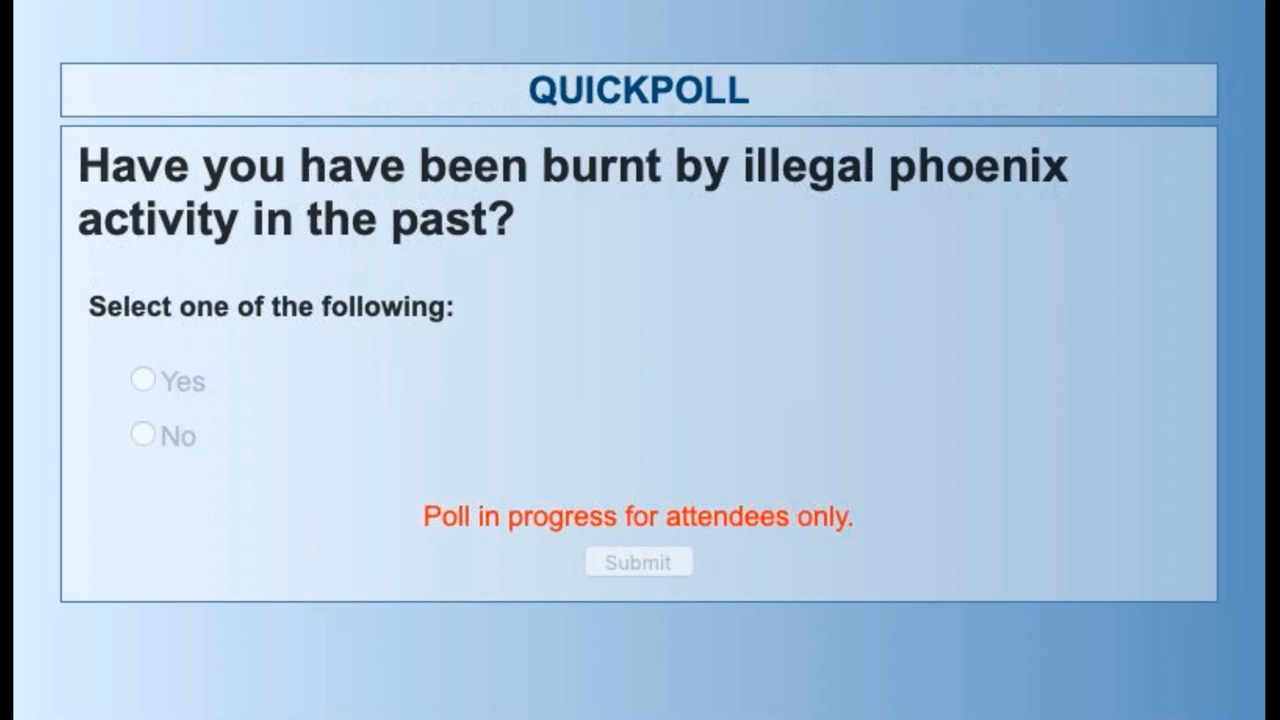 QUICKPOLL
Have you have been burnt by illegal phoenix
activity in the past?
Select one of the following:
Yes
No
Poll in progress for attendees only.
Submit